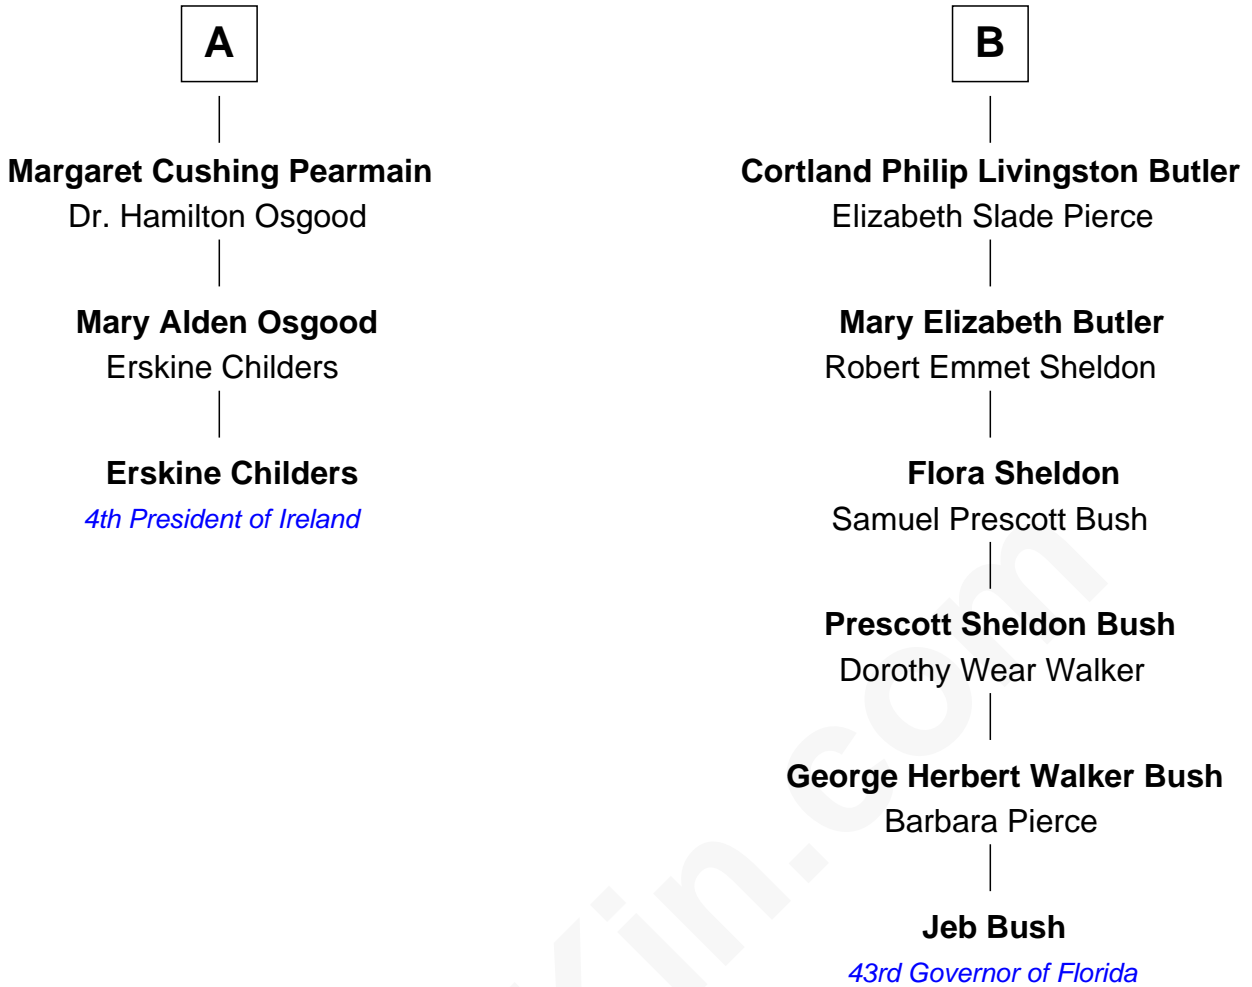 A
Margaret Cushing Pearmain
Dr. Hamilton Osgood
Mary Alden Osgood
Erskine Childers
Erskine Childers
4th President of Ireland
B
Cortland Philip Livingston Butler
Elizabeth Slade Pierce
Mary Elizabeth Butler
Robert Emmet Sheldon
Flora Sheldon
Samuel Prescott Bush
Prescott Sheldon Bush
Dorothy Wear Walker
George Herbert Walker Bush
Barbara Pierce
Jeb Bush
43rd Governor of Florida